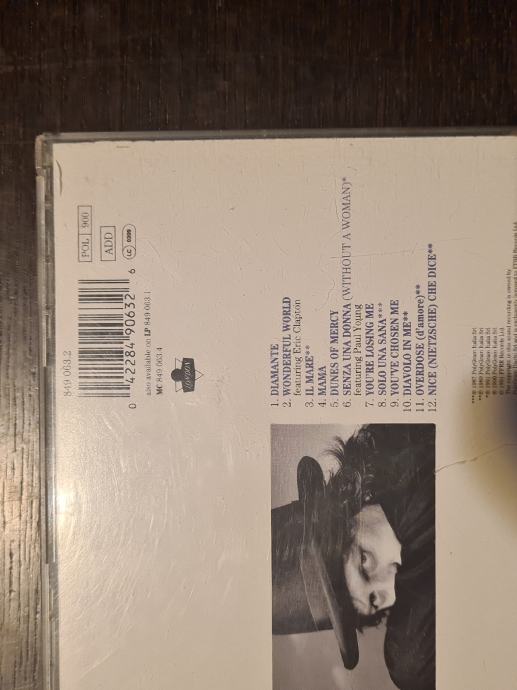 849 063.2
0 42284 90632 6
POL 900
ADD
LC 0309
also available on LP 849 063.1
MC 849 063.4
LONDON
1. DIAMANTE
2. WONDERFUL WORLD
featuring Eric Clapton
3. IL MARE**
4. MAMA
5. DUNES OF MERCY
6. SENZA UNA DONNA (WITHOUT A WOMAN)*
featuring Paul Young
7. YOU'RE LOSING ME
8. SOLO UNA SANA***
9. YOU'VE CHOSEN ME
10. DIAVOLO IN ME**
11. OVERDOSE (d'amore)**
12. NICE (NIETZSCHE) CHE DICE**